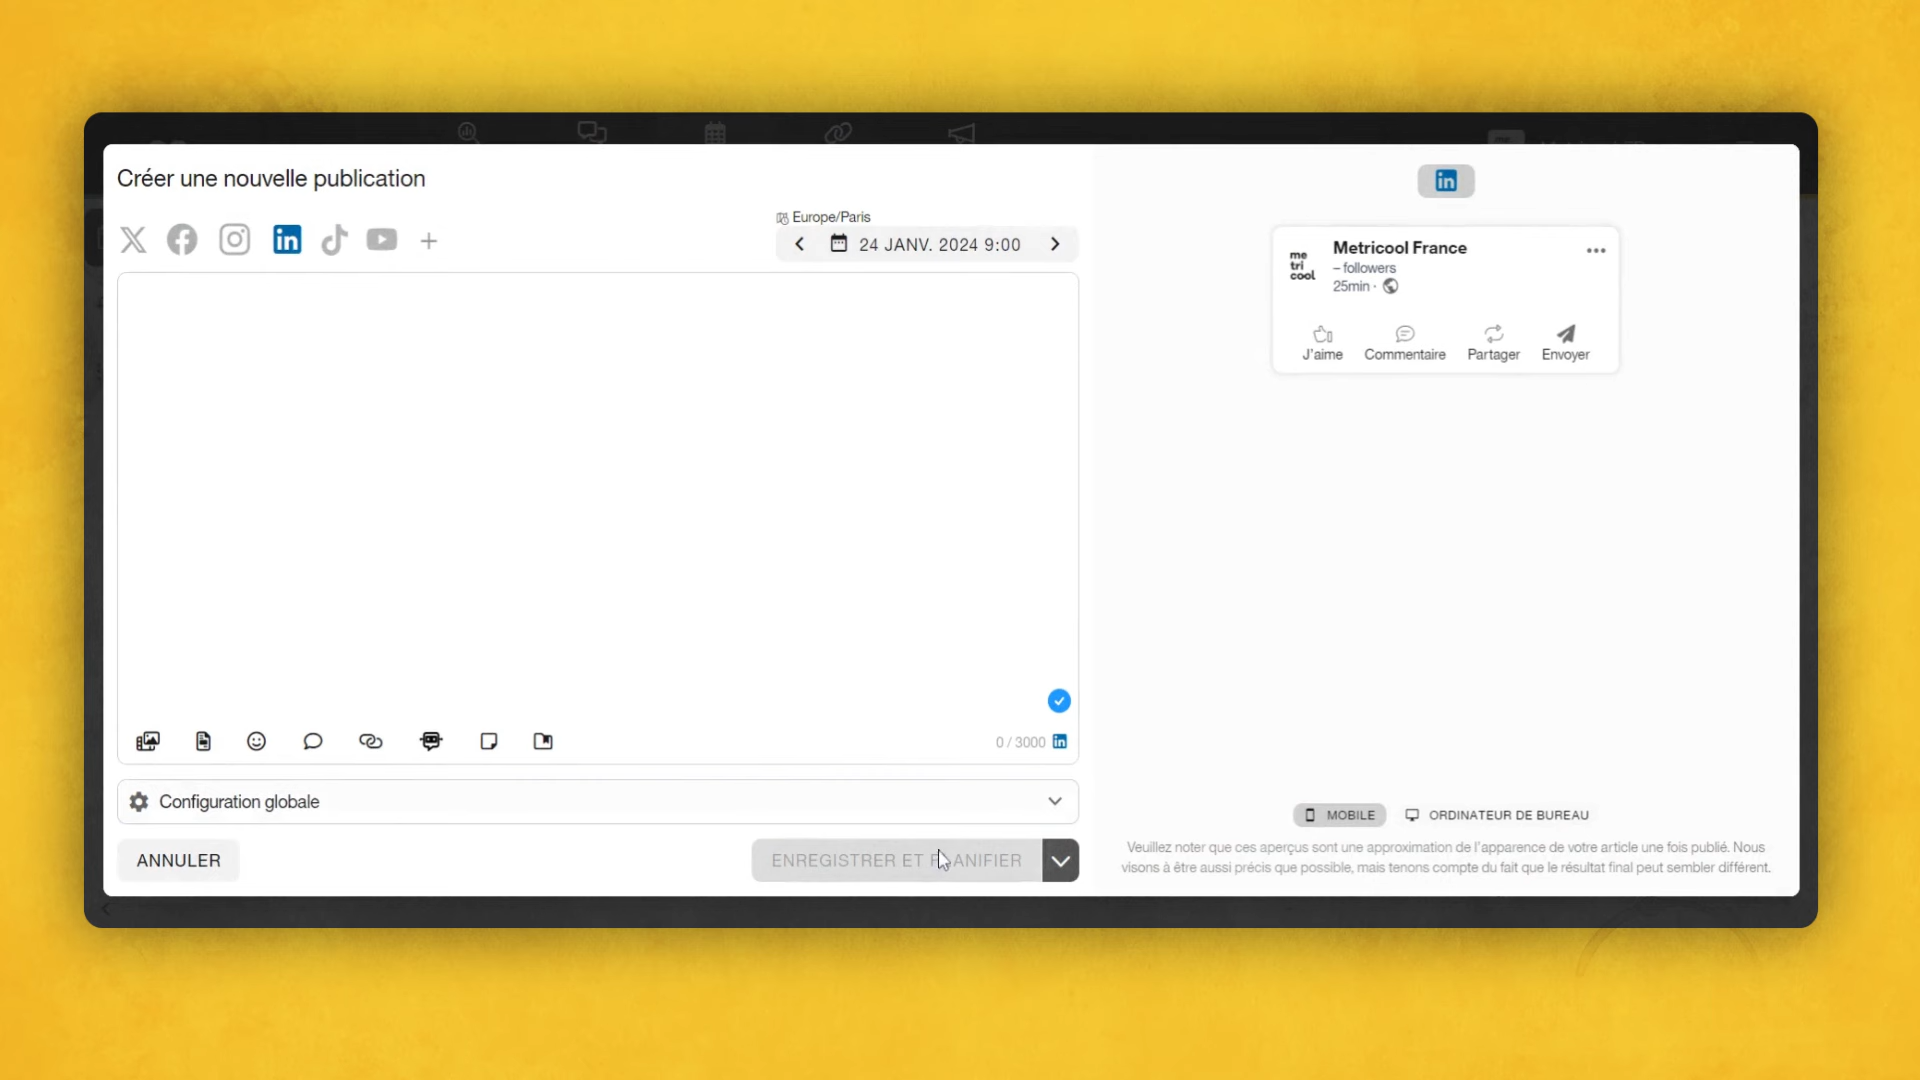 Créer une nouvelle publication
Europe/Paris
24 JANV. 2024 9:00
0 / 3000
Configuration globale
ANNULER
ENREGISTRER ET PLANIFIER
me
tri
cool
Metricool France
– followers
25min ·
J'aime
Commentaire
Partager
Envoyer
MOBILE
ORDINATEUR DE BUREAU
Veuillez noter que ces aperçus sont une approximation de l'apparence de votre article une fois publié. Nous
visons à être aussi précis que possible, mais tenons compte du fait que le résultat final peut sembler différent.